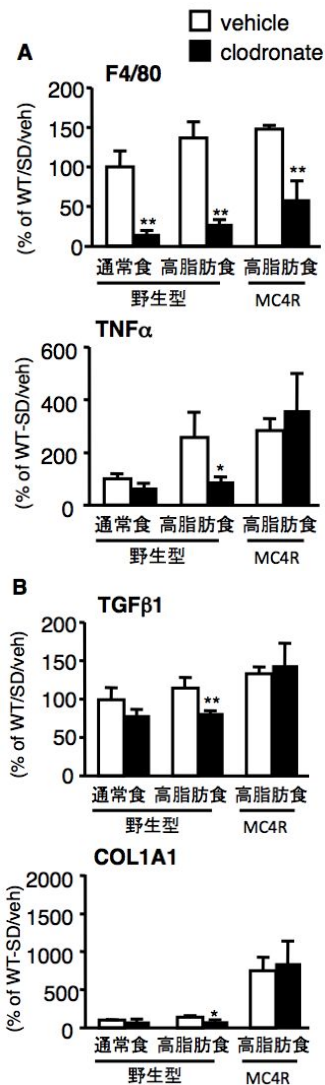 vehicle
clodronate
A
F4/80
(% of WT/SD/veh)
200
150
100
50
0
**
**
**
通常食 高脂肪食 高脂肪食
野生型 MC4R
TNFα
(% of WT-SD/veh)
600
400
200
0
*
通常食 高脂肪食 高脂肪食
野生型 MC4R
B
TGFβ1
(% of WT/SD/veh)
200
150
100
50
0
**
通常食 高脂肪食 高脂肪食
野生型 MC4R
COL1A1
(% of WT-SD/veh)
2000
1500
1000
500
0
*
通常食 高脂肪食 高脂肪食
野生型 MC4R